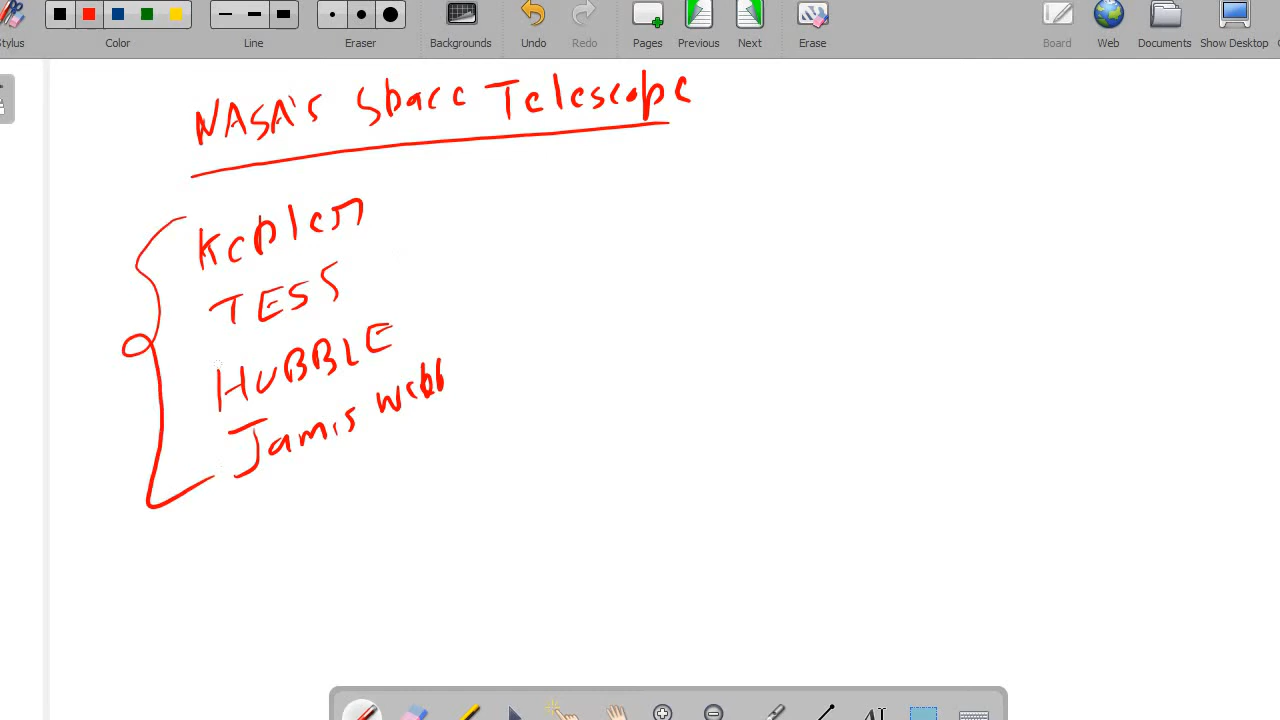 Stylus Color Line Eraser Backgrounds Undo Redo Pages Previous Next Erase Board Web Documents Show Desktop
NASA's Space Telescope
Kepler
TESS
HUBBLE
Jamis Webb